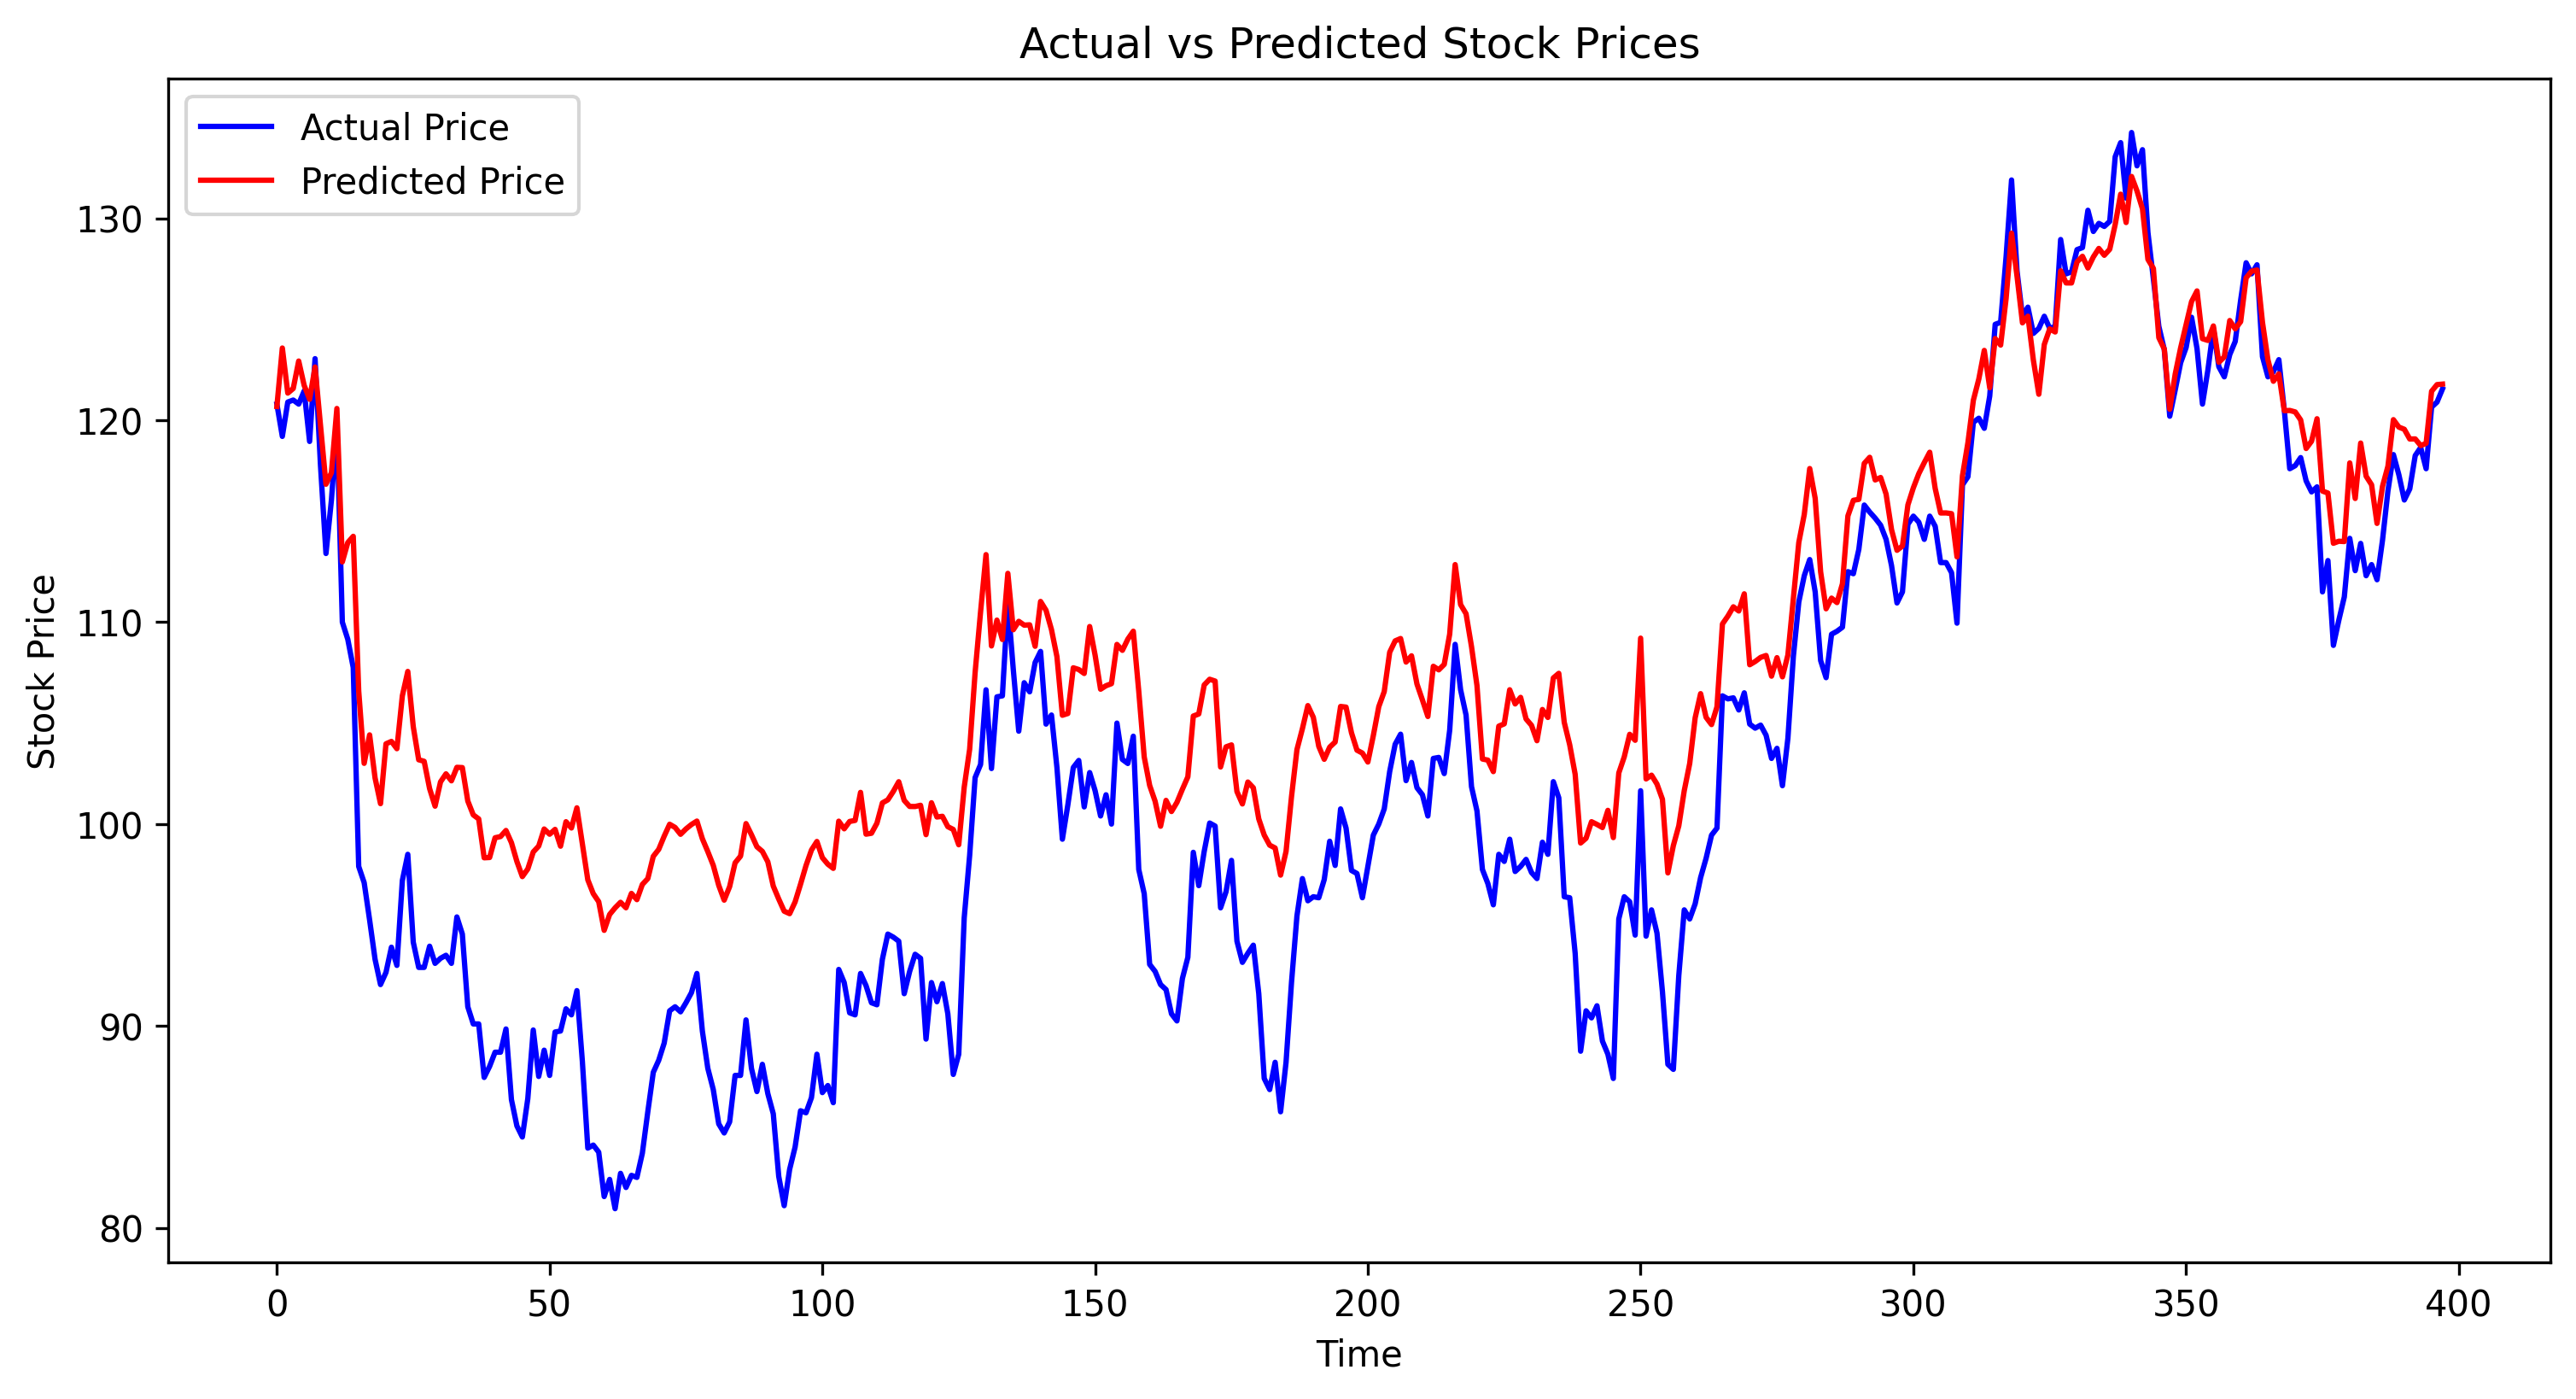 Actual vs Predicted Stock Prices
Actual Price
Predicted Price
Stock Price
130
120
110
100
90
80
0 50 100 150 200 250 300 350 400
Time